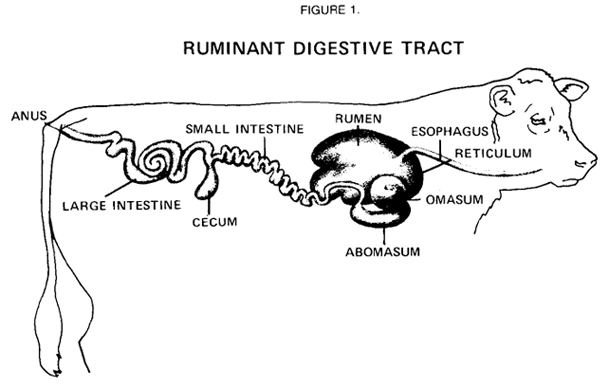 FIGURE 1.
RUMINANT DIGESTIVE TRACT
ANUS
SMALL INTESTINE
RUMEN
ESOPHAGUS
RETICULUM
LARGE INTESTINE
CECUM
OMASUM
ABOMASUM